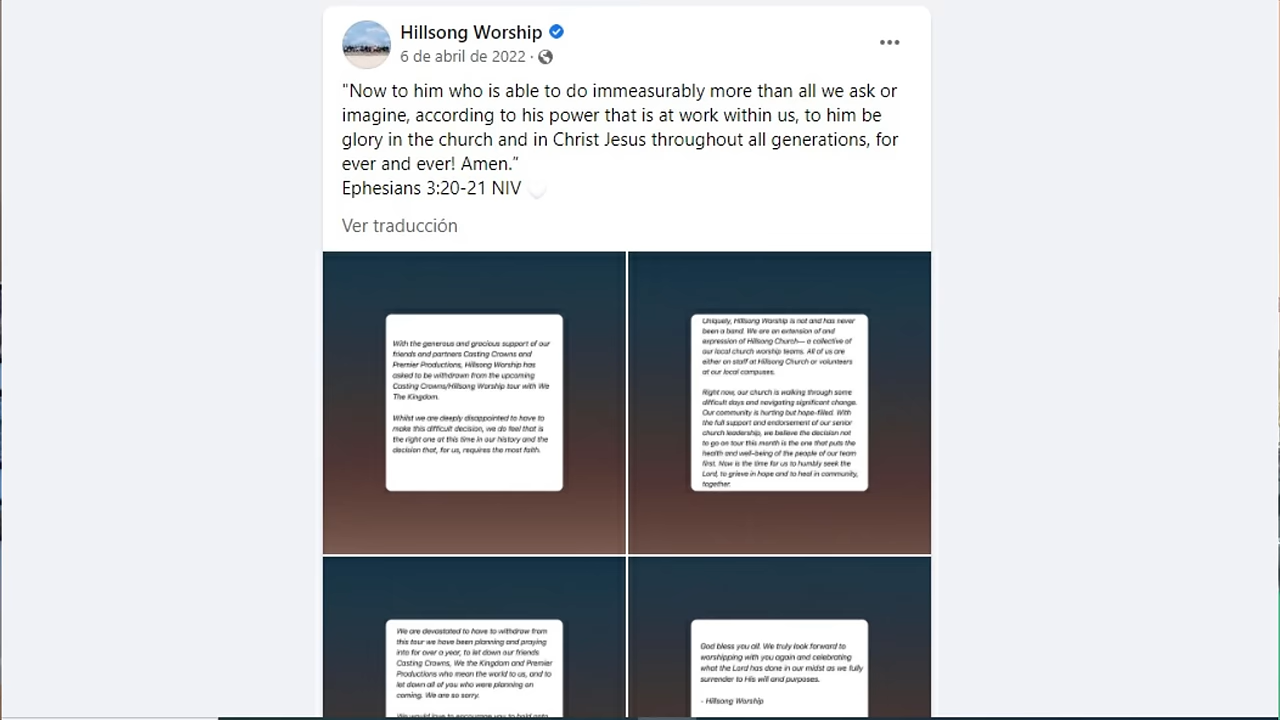 Hillsong Worship
6 de abril de 2022 ·
"Now to him who is able to do immeasurably more than all we ask or
imagine, according to his power that is at work within us, to him be
glory in the church and in Christ Jesus throughout all generations, for
ever and ever! Amen.”
Ephesians 3:20-21 NIV
Ver traducción
With the generous and gracious support of our
friends and partners Casting Crowns and
Premier Productions, Hillsong Worship has
asked to be withdrawn from the upcoming
Casting Crowns/Hillsong Worship tour with We
The Kingdom.
Whilst we are deeply disappointed to have to
make this difficult decision, we do feel that is
the right one at this time in our history and the
decision that, for us, requires the most faith.
Uniquely, Hillsong Worship is not and has never
been a band. We are an extension of and
expression of Hillsong Church— a collective of
our local church worship teams. All of us are
either on staff at Hillsong Church or volunteers
at our local campuses.
Right now, our church is walking through some
difficult days and navigating significant change.
Our community is hurting but hope-filled. With
the full support and endorsement of our senior
church leadership, we believe the decision not
to go on tour this month is the one that puts the
health and well-being of the people of our team
first. Now is the time for us to humbly seek the
Lord, to grieve in hope and to heal in community,
together.
We are devastated to have to withdraw from
this tour we have been planning and praying
into for over a year, to let down our friends
Casting Crowns, We the Kingdom and Premier
Productions who mean the world to us, and to
let down all of you who were planning on
coming. We are so sorry.
We would love to encourage you to hold onto
God bless you all. We truly look forward to
worshipping with you again and celebrating
what the Lord has done in our midst as we fully
surrender to His will and purposes.
- Hillsong Worship